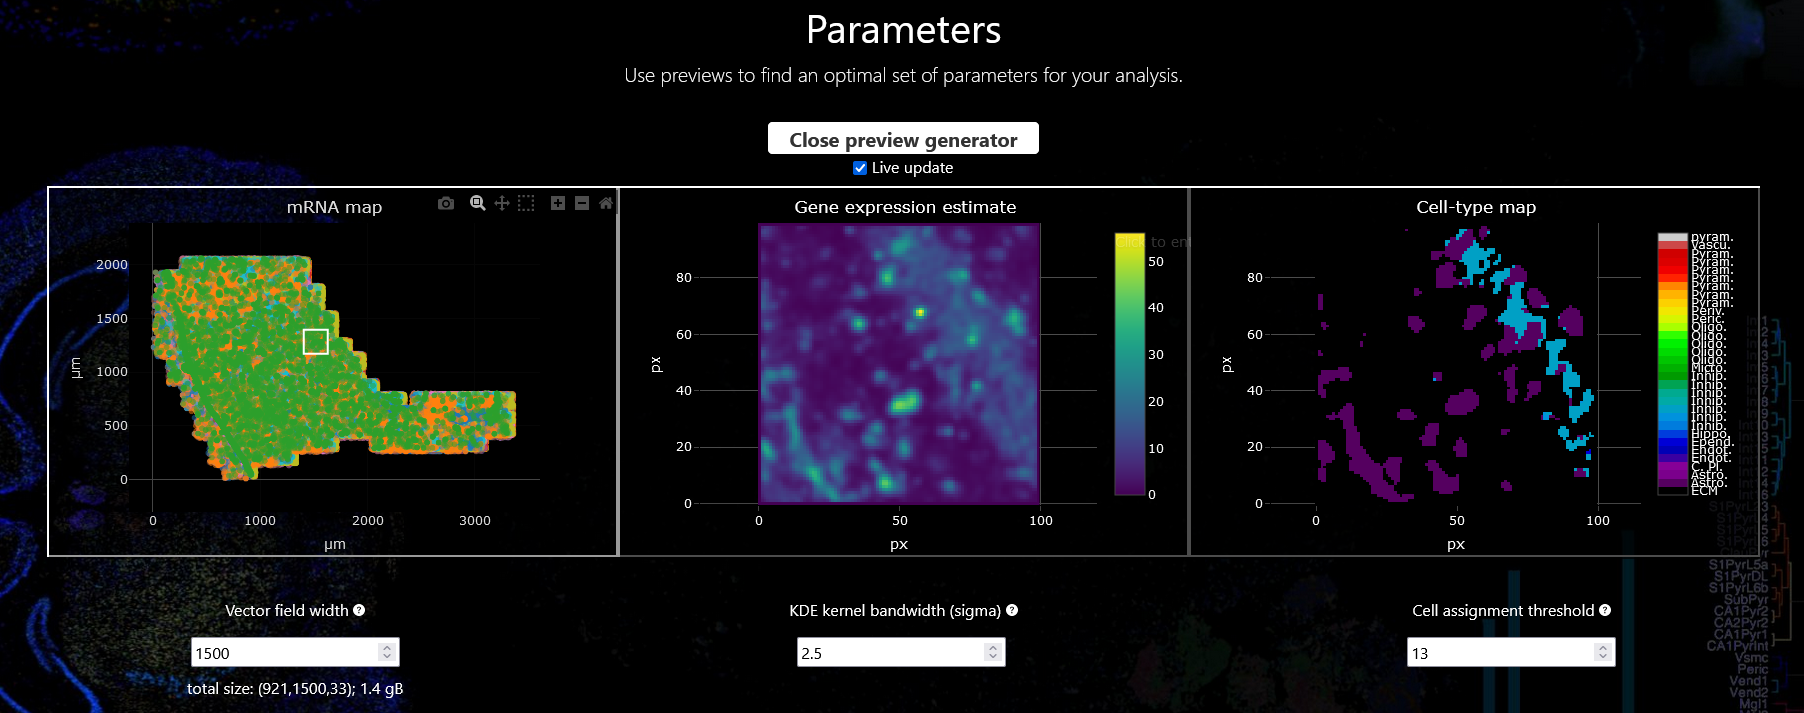 Parameters
Use previews to find an optimal set of parameters for your analysis.
Close preview generator
Live update
mRNA map
2000
1500
1000
500
0
µm
0 1000 2000 3000
µm
Gene expression estimate
Click to en
80
60
40
20
0
px
0 50 100
px
50
40
30
20
10
0
Cell-type map
80
60
40
20
0
px
0 50 100
px
pyram.
Vascu.
Pyram.
Pyram.
Pyram.
Pyram.
Pyram.
Pyram.
Pyram.
Periv.
Peric.
Oligo.
Oligo.
Oligo.
Oligo.
Micro.
Inhib.
Inhib.
Inhib.
Inhib.
Inhib.
Inhib.
Hippo.
Epend.
Endot.
Endot.
C. Pl.
Astro.
Astro.
ECM
S1PyrL5a
S1PyrDL
S1PyrL6b
SubPyr
CA1Pyr2
CA2Pyr2
CA1Pyr1
CA1PyrInt
Vsmc
Peric
Vend1
Vend2
Mgl1
Vector field width ?
1500
total size: (921,1500,33); 1.4 gB
KDE kernel bandwidth (sigma) ?
2.5
Cell assignment threshold ?
13